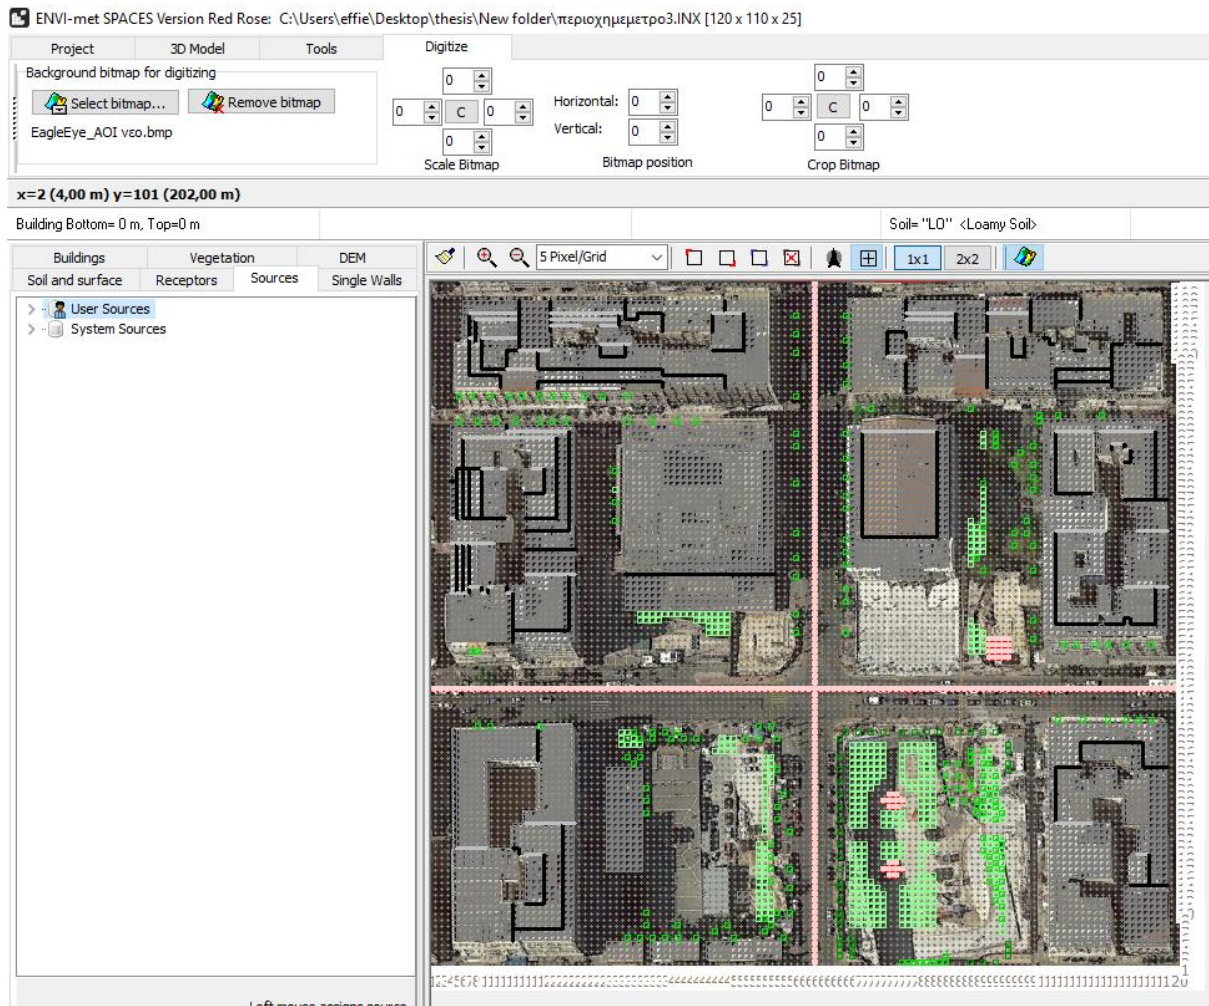 ENVI-met SPACES Version Red Rose: C:\Users\effie\Desktop\thesis\New folder\περιοχημεμετρο3.INX [120 x 110 x 25]
Project 3D Model Tools Digitize
Background bitmap for digitizing
Select bitmap... Remove bitmap
EagleEye_AOI νεο.bmp
0
0 C 0
0
Scale Bitmap
Horizontal: 0
Vertical: 0
Bitmap position
0
0 C 0
0
Crop Bitmap
x=2 (4,00 m) y=101 (202,00 m)
Building Bottom= 0 m, Top=0 m Soil= "LO" <Loamy Soil>
Buildings Vegetation DEM
Soil and surface Receptors Sources Single Walls
5 Pixel/Grid 1x1 2x2
User Sources
System Sources
Left mouse assigns source